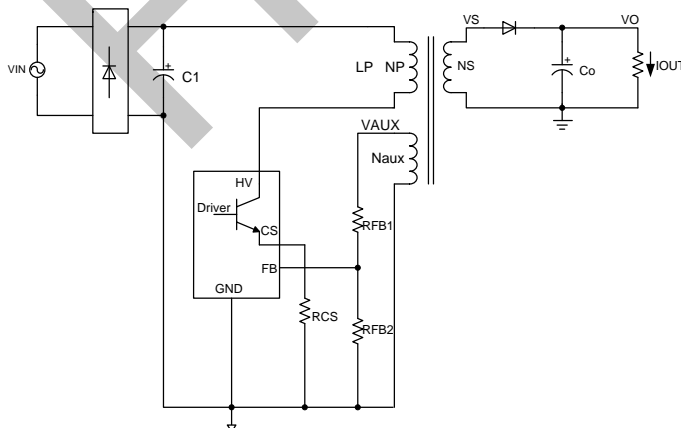 VS
VO
VIN
C1
LP
NP
NS
Co
IOUT
VAUX
Naux
HV
Driver
CS
RFB1
FB
GND
RCS
RFB2